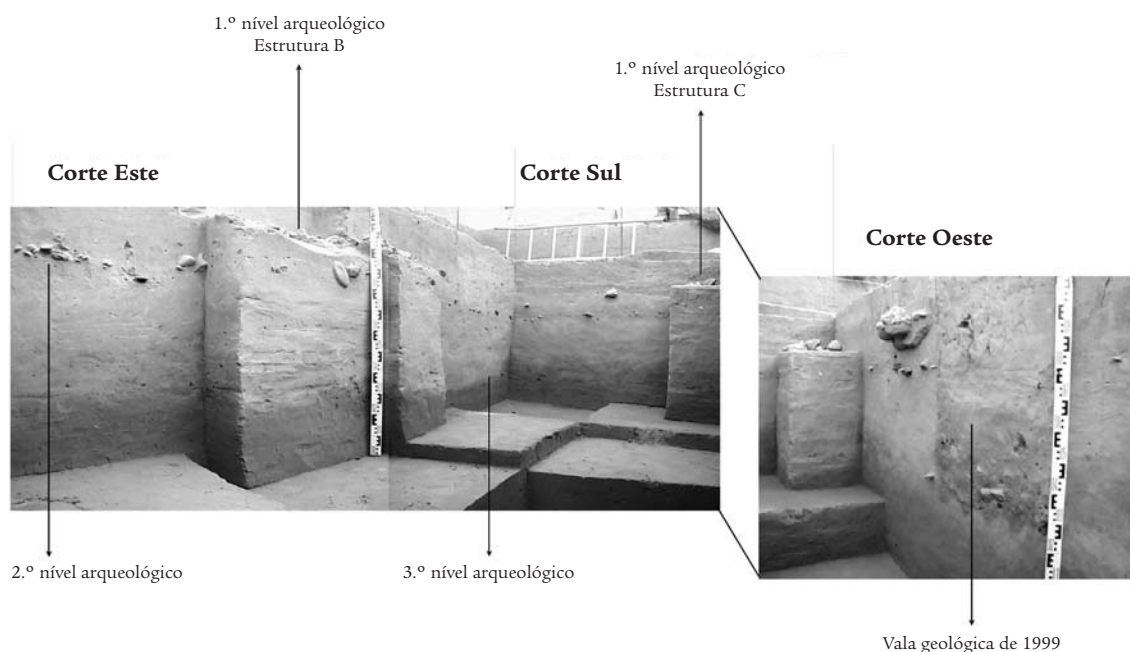 1.º nível arqueológico
Estrutura B
1.º nível arqueológico
Estrutura C
Corte Este
Corte Sul
Corte Oeste
2.º nível arqueológico
3.º nível arqueológico
Vala geológica de 1999